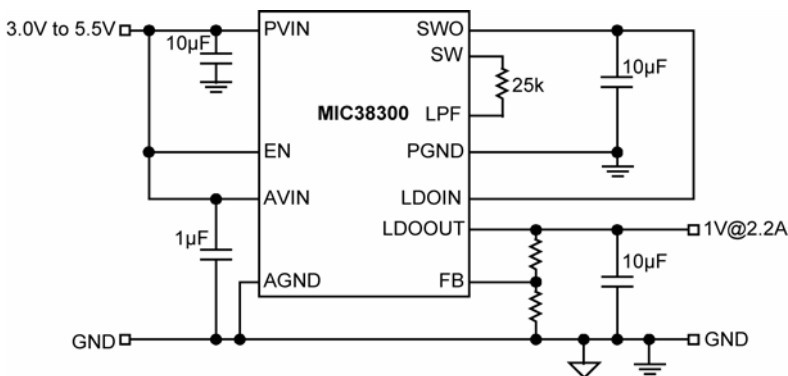 3.0V to 5.5V
10µF
PVIN
SWO
SW
25k
10µF
MIC38300
LPF
EN
PGND
AVIN
LDOIN
1µF
LDOOUT
1V@2.2A
10µF
AGND
FB
GND
GND